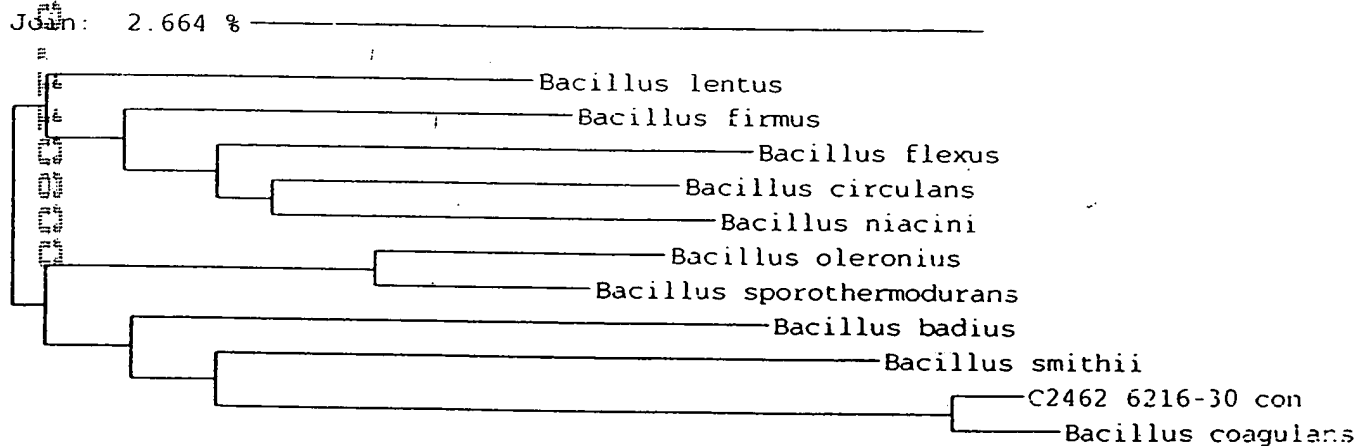 Join: 2.664 %
Bacillus lentus
Bacillus firmus
Bacillus flexus
Bacillus circulans
Bacillus niacini
Bacillus oleronius
Bacillus sporothermodurans
Bacillus badius
Bacillus smithii
C2462 6216-30 con
Bacillus coagulans